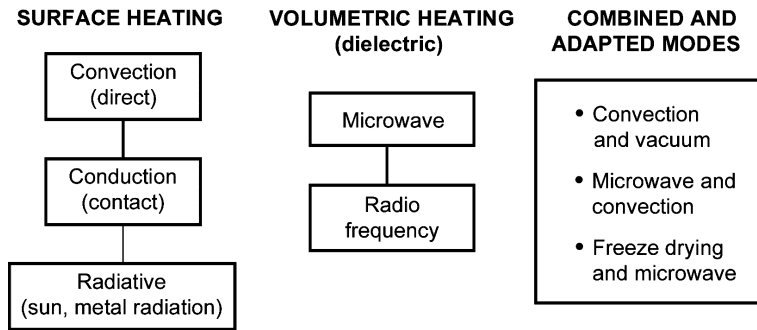 SURFACE HEATING
Convection
(direct)
Conduction
(contact)
Radiative
(sun, metal radiation)
VOLUMETRIC HEATING
(dielectric)
Microwave
Radio
frequency
COMBINED AND
ADAPTED MODES
• Convection
and vacuum
• Microwave and
convection
• Freeze drying
and microwave